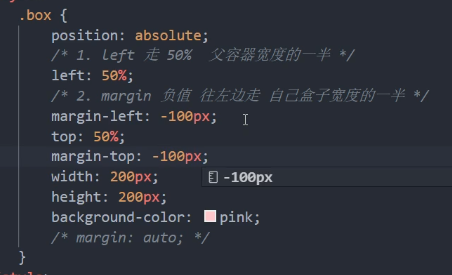 .box {
position: absolute;
/* 1. left 走 50%  父容器宽度的一半 */
left: 50%;
/* 2. margin 负值 往左边走 自己盒子宽度的一半 */
margin-left: -100px;
top: 50%;
margin-top: -100px;
width: 200px;
-100px
height: 200px;
background-color: pink;
/* margin: auto; */
}